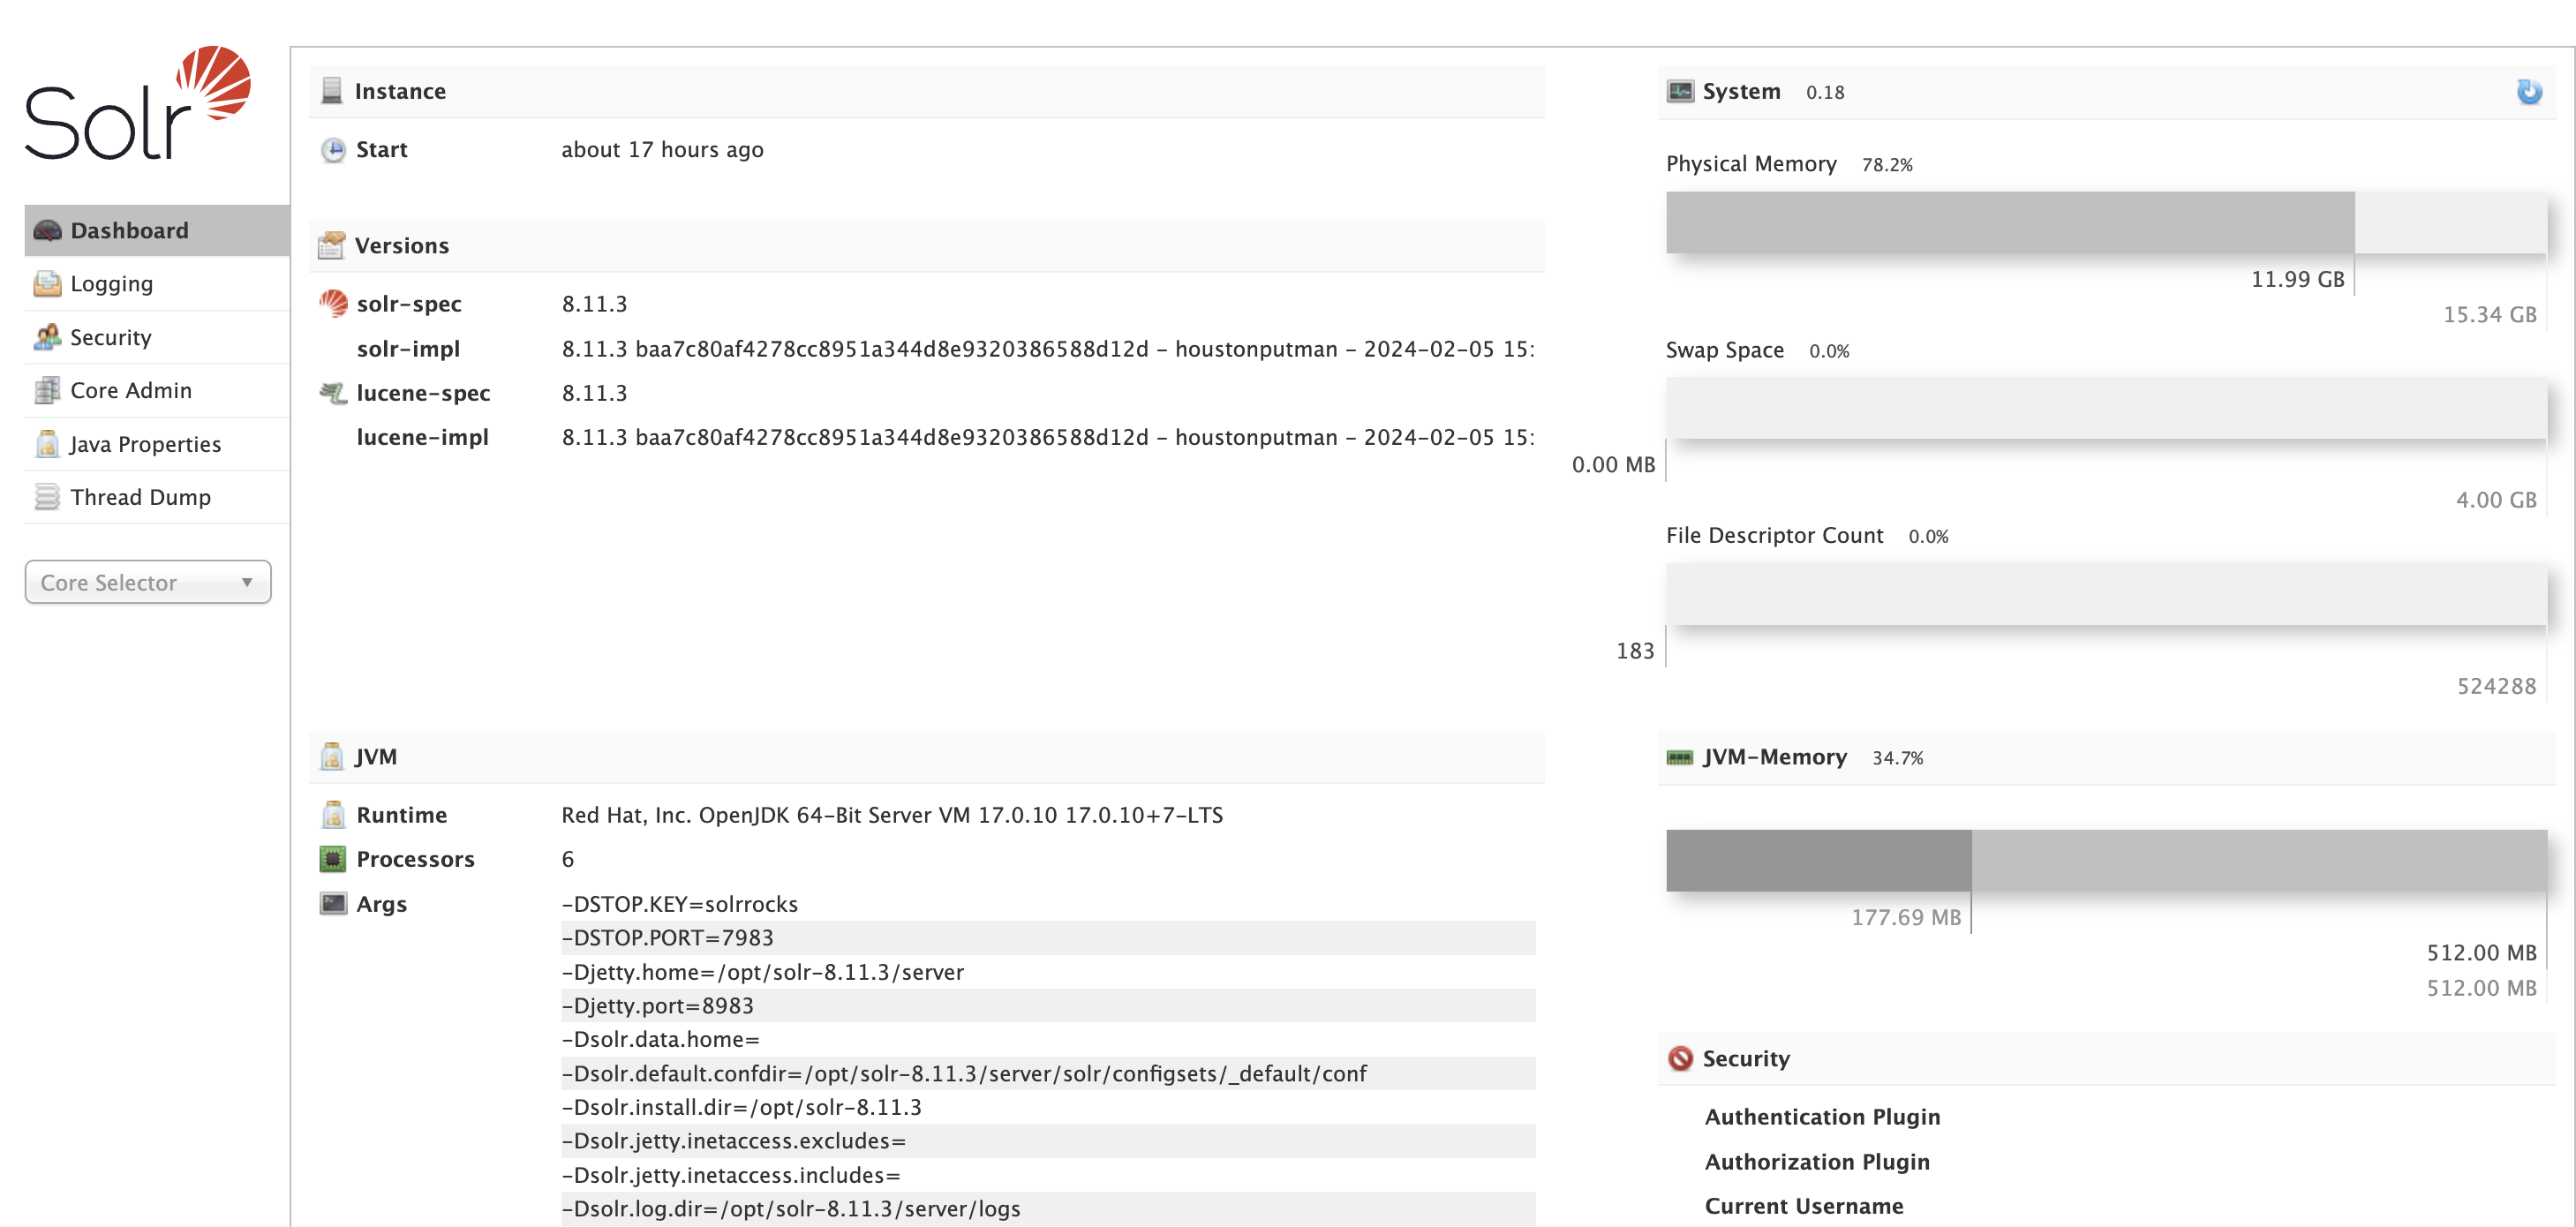 Solr
Dashboard
Logging
Security
Core Admin
Java Properties
Thread Dump
Core Selector
Instance
Start about 17 hours ago
Versions
solr-spec 8.11.3
solr-impl 8.11.3 baa7c80af4278cc8951a344d8e9320386588d12d - houstonputman - 2024-02-05 15:
lucene-spec 8.11.3
lucene-impl 8.11.3 baa7c80af4278cc8951a344d8e9320386588d12d - houstonputman - 2024-02-05 15:
JVM
Runtime Red Hat, Inc. OpenJDK 64-Bit Server VM 17.0.10 17.0.10+7-LTS
Processors 6
Args -DSTOP.KEY=solrrocks
-DSTOP.PORT=7983
-Djetty.home=/opt/solr-8.11.3/server
-Djetty.port=8983
-Dsolr.data.home=
-Dsolr.default.confdir=/opt/solr-8.11.3/server/solr/configsets/_default/conf
-Dsolr.install.dir=/opt/solr-8.11.3
-Dsolr.jetty.inetaccess.excludes=
-Dsolr.jetty.inetaccess.includes=
-Dsolr.log.dir=/opt/solr-8.11.3/server/logs
System 0.18
Physical Memory 78.2%
11.99 GB
15.34 GB
Swap Space 0.0%
0.00 MB
4.00 GB
File Descriptor Count 0.0%
183
524288
JVM-Memory 34.7%
177.69 MB
512.00 MB
512.00 MB
Security
Authentication Plugin
Authorization Plugin
Current Username